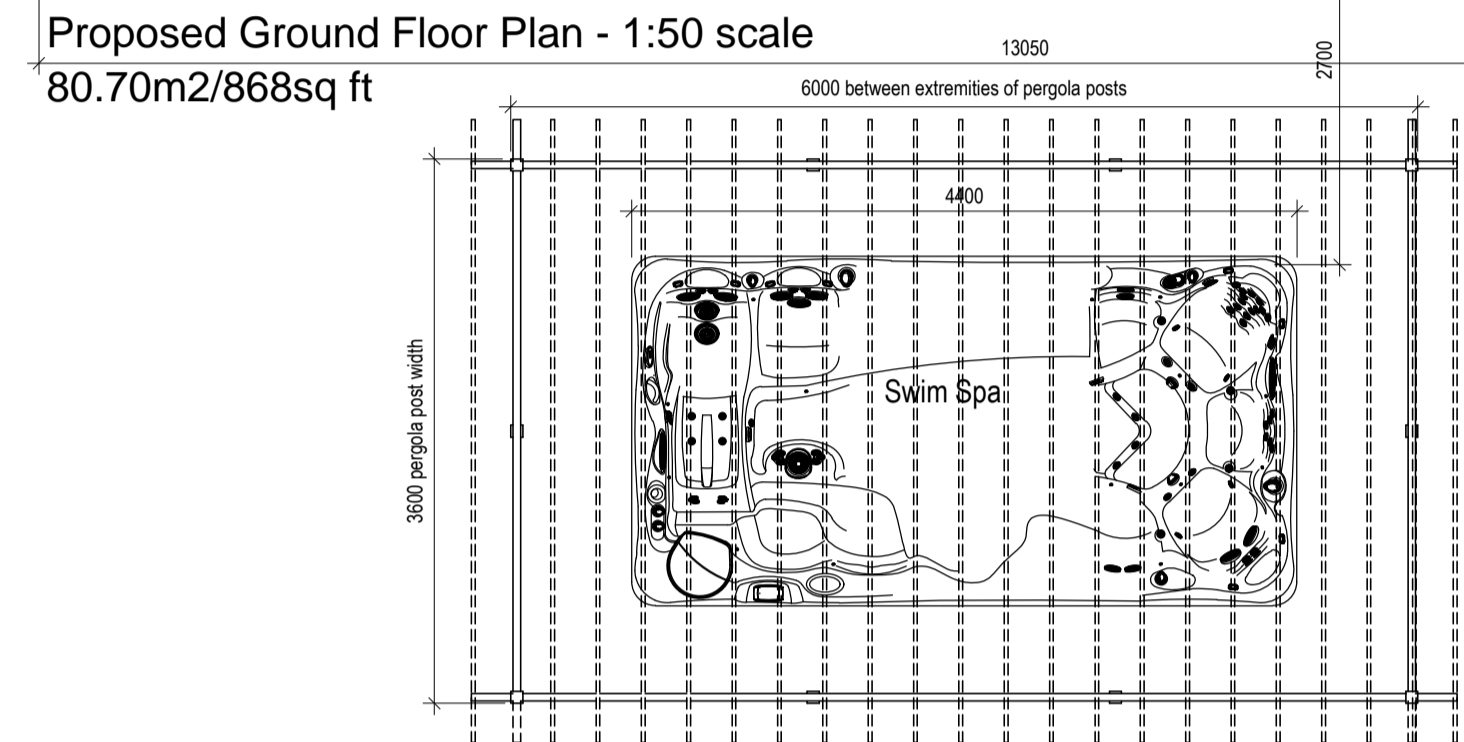 Proposed Ground Floor Plan - 1:50 scale
80.70m2/868sq ft
13050
2700
6000 between extremities of pergola posts
4400
3600 pergola post width
Swim Spa